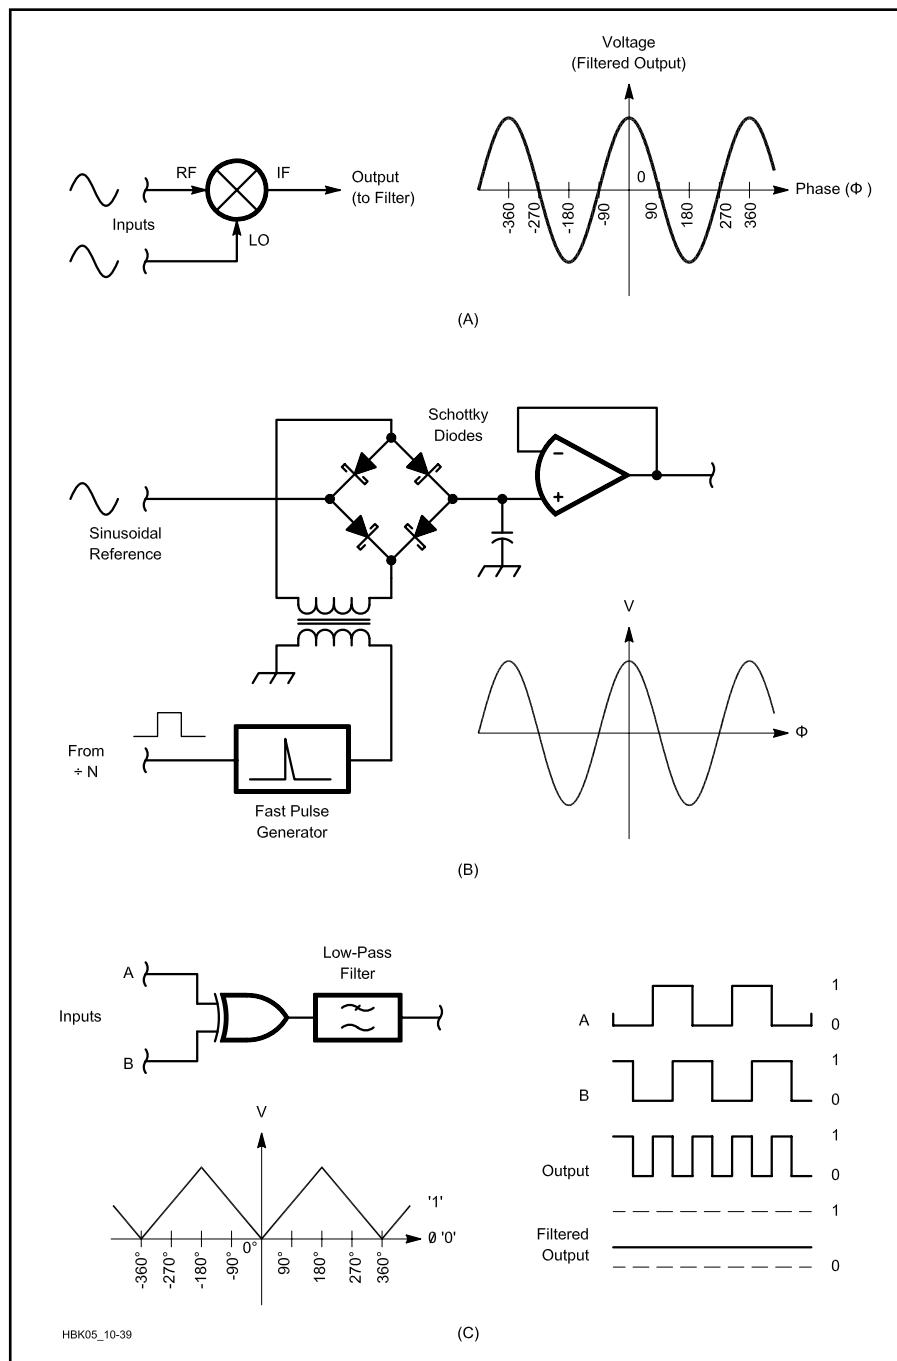 Voltage
(Filtered Output)
RF
IF
Output
(to Filter)
Inputs
LO
0
Phase (Φ )
-360
-270
-180
-90
90
180
270
360
(A)
Schottky
Diodes
−
+
Sinusoidal
Reference
V
Φ
From
÷ N
Fast Pulse
Generator
(B)
Low-Pass
Filter
A
Inputs
B
A
1
0
B
1
0
Output
1
0
Filtered
Output
1
0
V
'1'
0 '0'
0°
-360°
-270°
-180°
-90°
90°
180°
270°
360°
HBK05_10-39
(C)